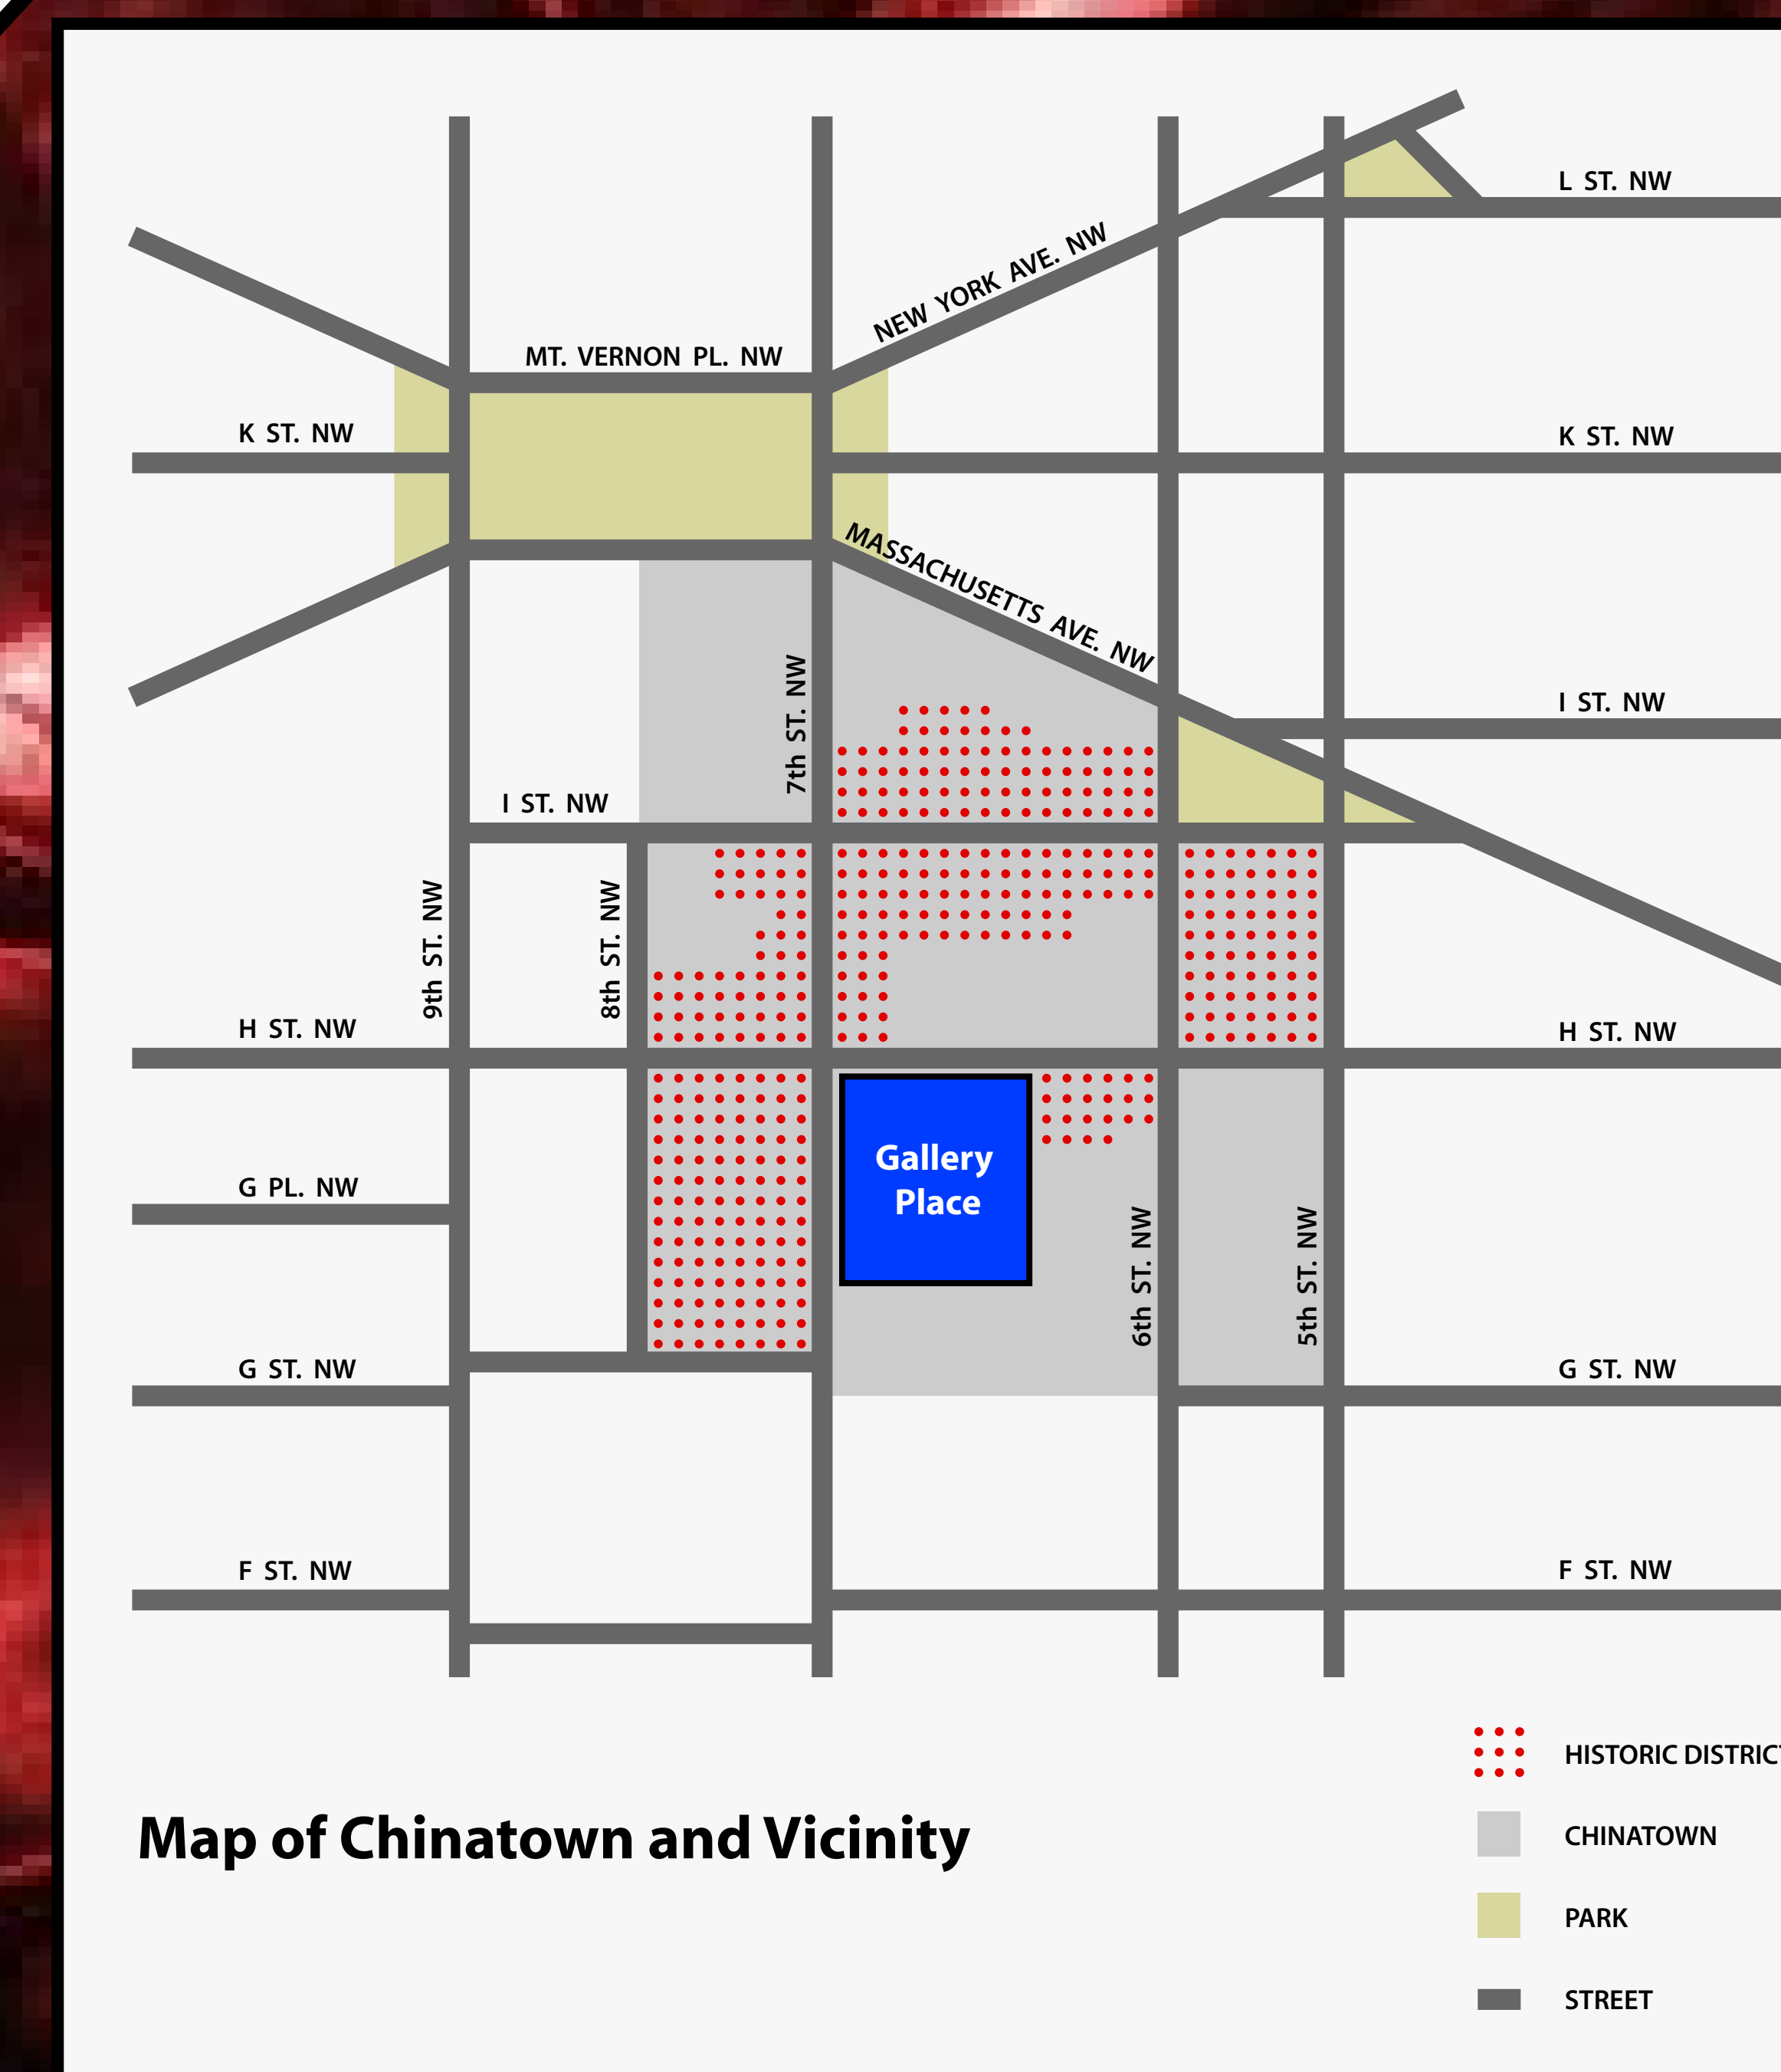 L ST. NW
NEW YORK AVE. NW
MT. VERNON PL. NW
K ST. NW
K ST. NW
MASSACHUSETTS AVE. NW
7th ST. NW
I ST. NW
I ST. NW
9th ST. NW
8th ST. NW
H ST. NW
H ST. NW
Gallery
Place
G PL. NW
6th ST. NW
5th ST. NW
G ST. NW
G ST. NW
F ST. NW
F ST. NW
HISTORIC DISTRICT
Map of Chinatown and Vicinity
CHINATOWN
PARK
STREET